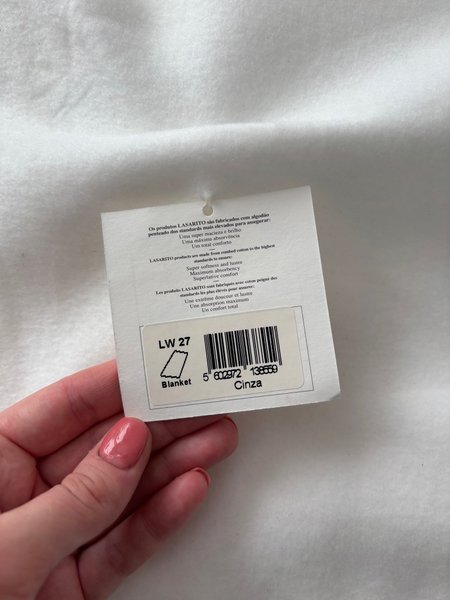 Os produtos LASARITO são fabricados com algodão
penteado dos standards mais elevados para assegurar:
Uma super macieza e brilho
Uma máxima absorvência
Um total conforto
LASARITO products are made from combed cotton to the highest
standards to ensure:
Super softness and lustre
Maximum absorbency
Superlative comfort
Les produits LASARITO sont fabriqués avec coton peigné des
standards les plus élevés pour assurer:
Une extrême douceur et lustre
Une absorption maximum
Un confort total
LW 27
Blanket
5 602972 138559
Cinza